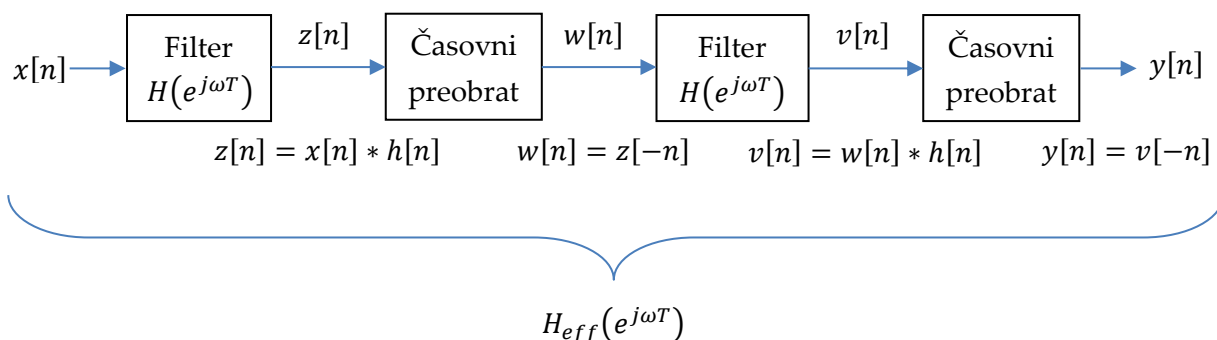 x[n]
Filter
H(e^{jωT})
z[n]
Časovni
preobrat
w[n]
Filter
H(e^{jωT})
v[n]
Časovni
preobrat
y[n]
z[n] = x[n] ∗ h[n]
w[n] = z[−n]
v[n] = w[n] ∗ h[n]
y[n] = v[−n]
H_{eff}(e^{jωT})